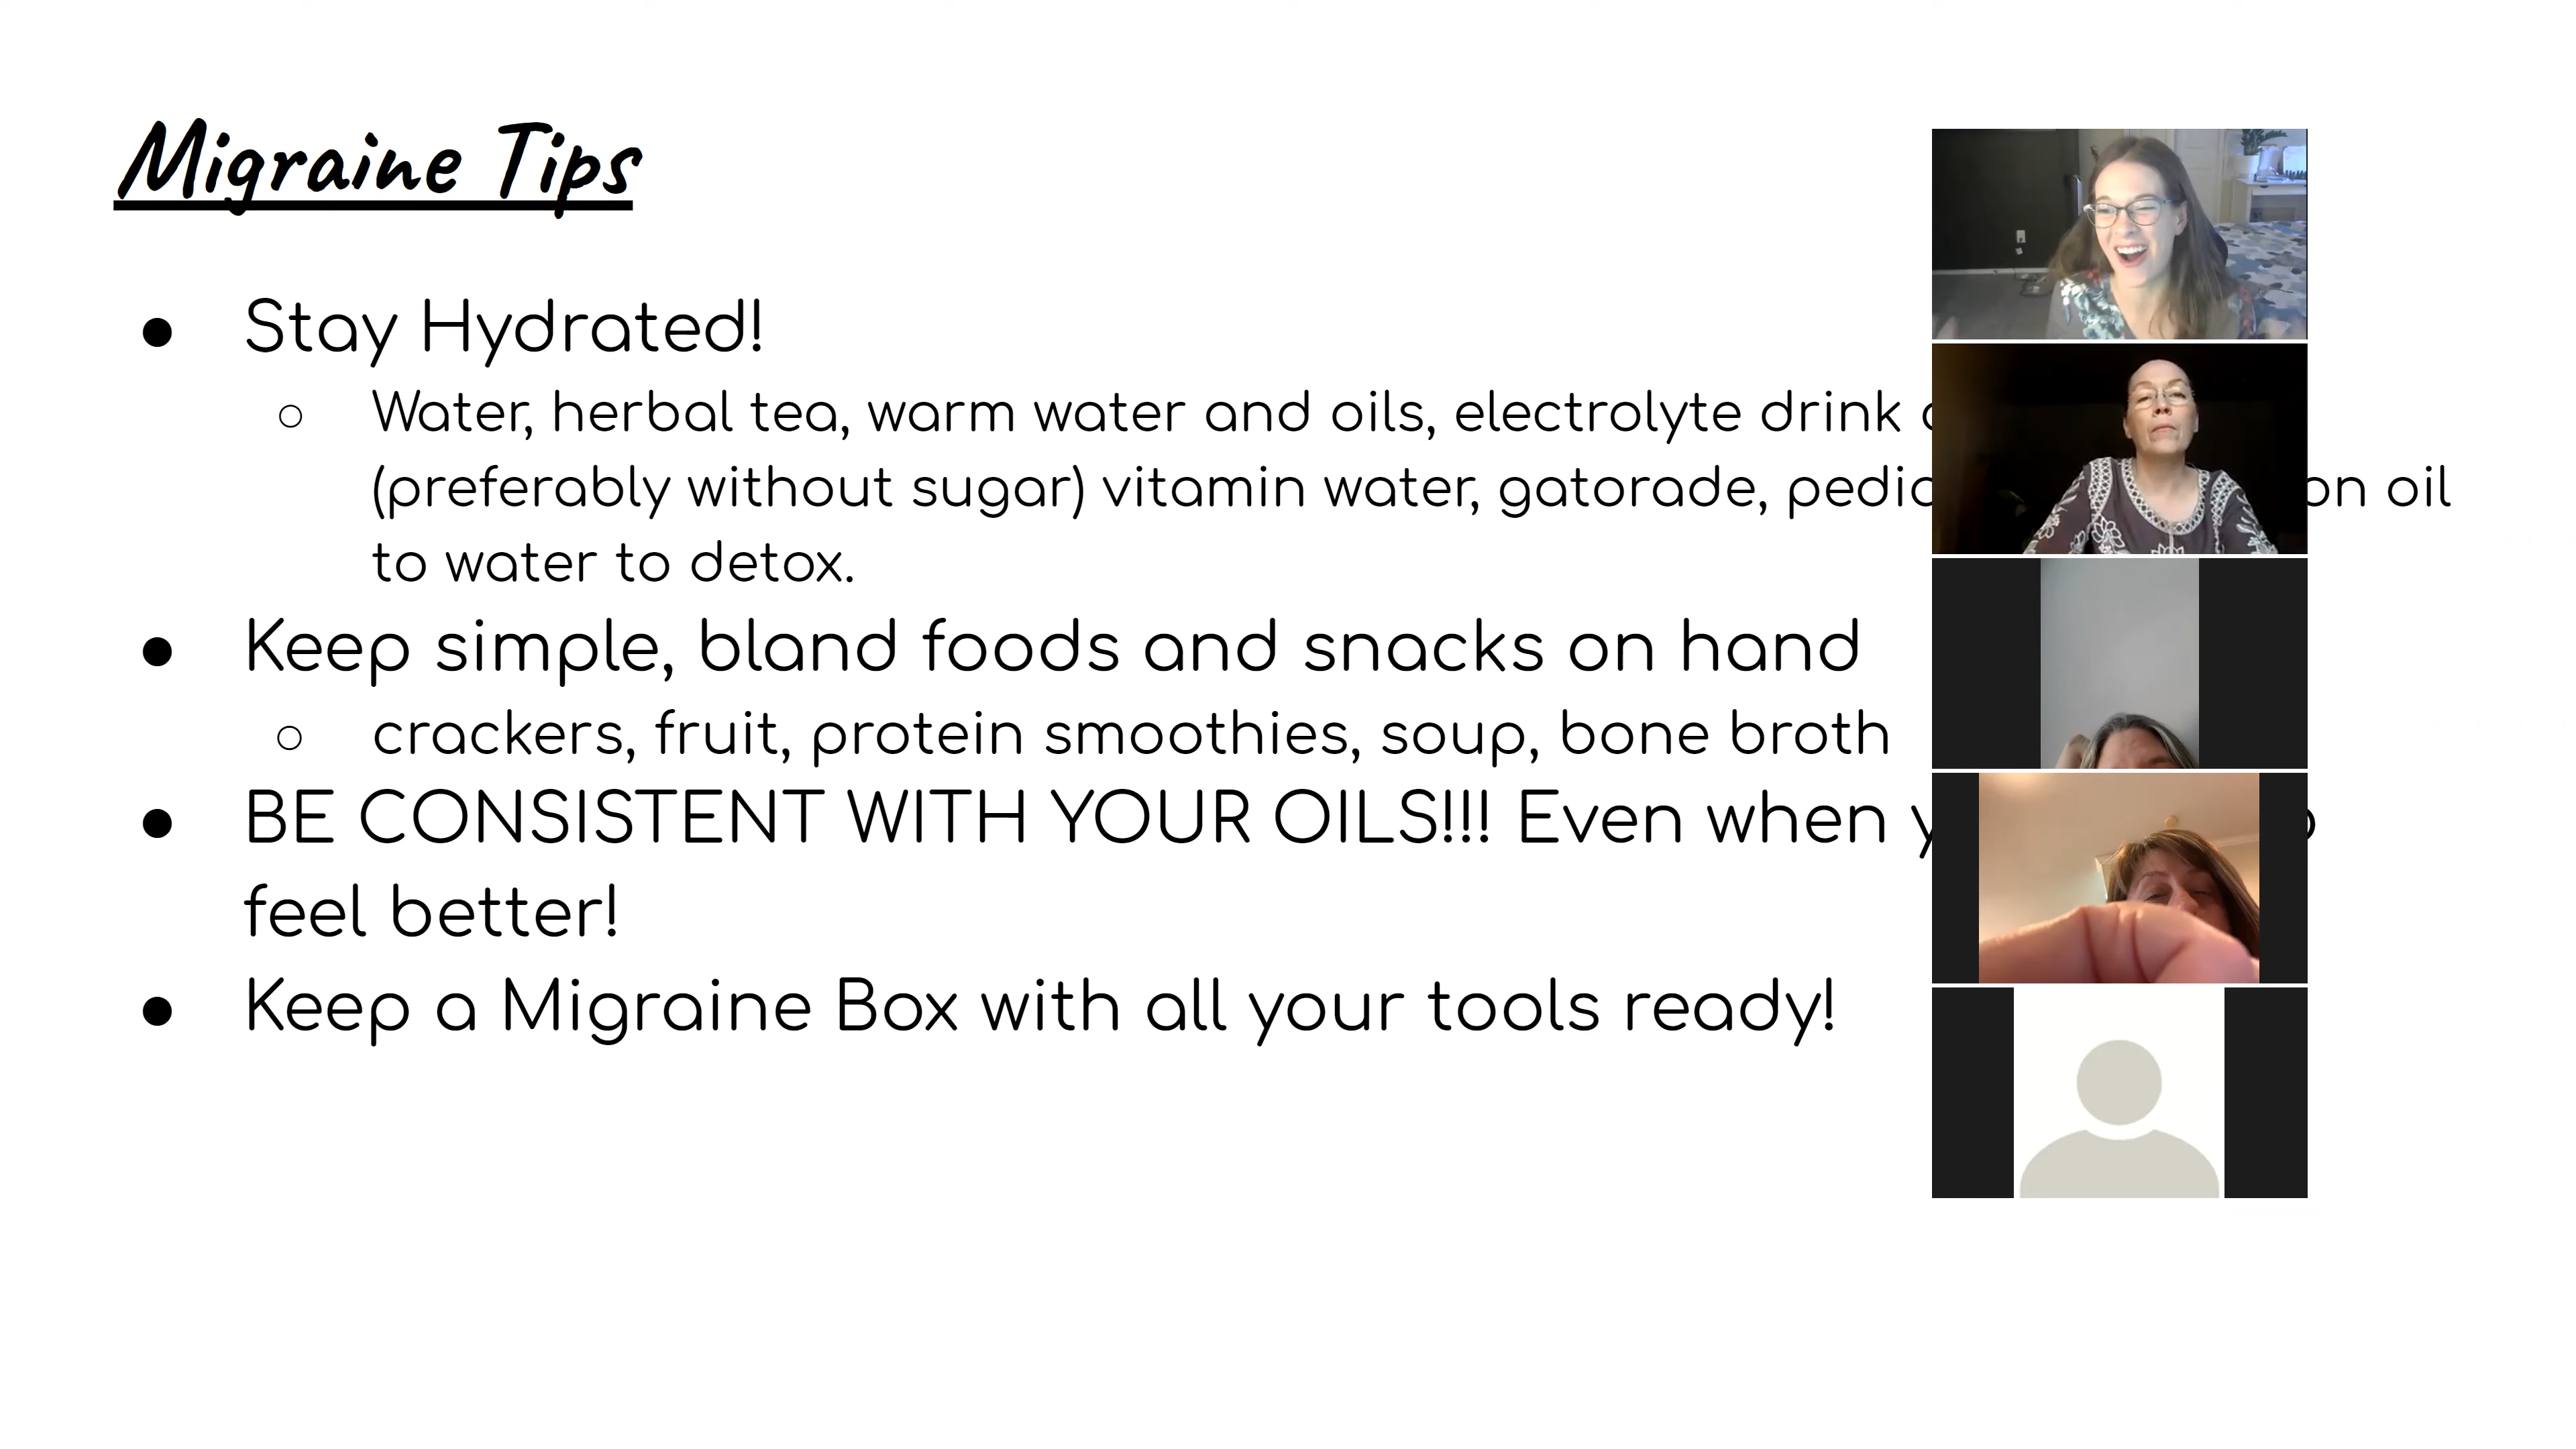 Migraine Tips
● Stay Hydrated!
○ Water, herbal tea, warm water and oils, electrolyte drink
(preferably without sugar) vitamin water, gatorade, oil
to water to detox.
● Keep simple, bland foods and snacks on hand
○ crackers, fruit, protein smoothies, soup, bone broth
● BE CONSISTENT WITH YOUR OILS!!! Even when
feel better!
● Keep a Migraine Box with all your tools ready!